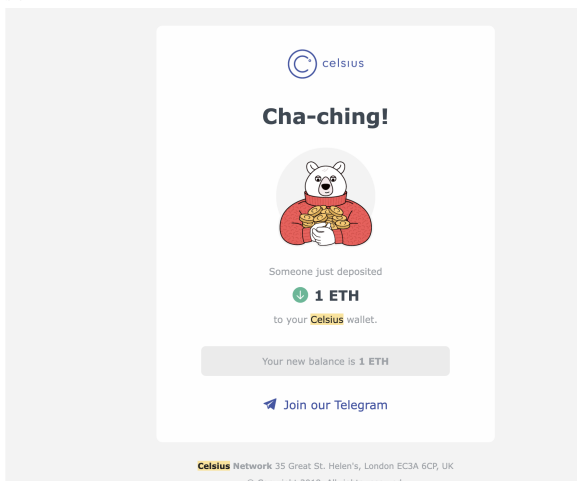 celsius
Cha-ching!
Someone just deposited
1 ETH
to your Celsius wallet.
Your new balance is 1 ETH
Join our Telegram
Celsius Network 35 Great St. Helen's, London EC3A 6CP, UK